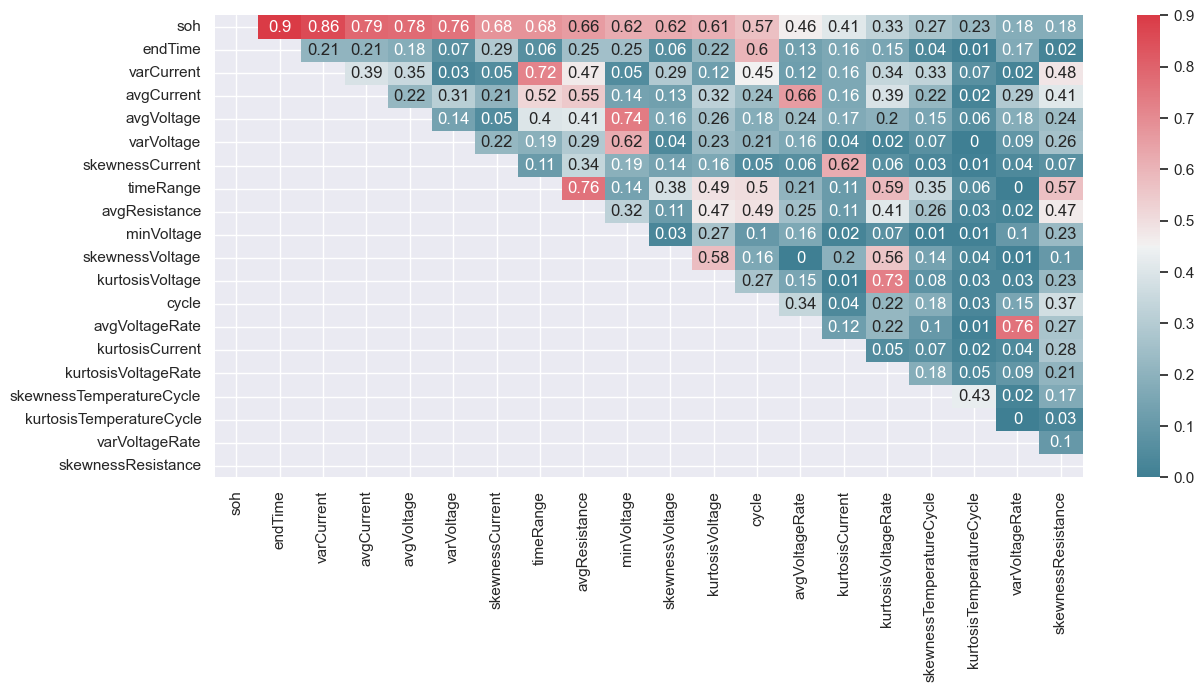 soh 0.9 0.86 0.79 0.78 0.76 0.68 0.68 0.66 0.62 0.62 0.61 0.57 0.46 0.41 0.33 0.27 0.23 0.18 0.18
endTime 0.21 0.21 0.18 0.07 0.29 0.06 0.25 0.25 0.06 0.22 0.6 0.13 0.16 0.15 0.04 0.01 0.17 0.02
varCurrent 0.39 0.35 0.03 0.05 0.72 0.47 0.05 0.29 0.12 0.45 0.12 0.16 0.34 0.33 0.07 0.02 0.48
avgCurrent 0.22 0.31 0.21 0.52 0.55 0.14 0.13 0.32 0.24 0.66 0.16 0.39 0.22 0.02 0.29 0.41
avgVoltage 0.14 0.05 0.4 0.41 0.74 0.16 0.26 0.18 0.24 0.17 0.2 0.15 0.06 0.18 0.24
varVoltage 0.22 0.19 0.29 0.62 0.04 0.23 0.21 0.16 0.04 0.02 0.07 0 0.09 0.26
skewnessCurrent 0.11 0.34 0.19 0.14 0.16 0.05 0.06 0.62 0.06 0.03 0.01 0.04 0.07
timeRange 0.76 0.14 0.38 0.49 0.5 0.21 0.11 0.59 0.35 0.06 0 0.57
avgResistance 0.32 0.11 0.47 0.49 0.25 0.11 0.41 0.26 0.03 0.02 0.47
minVoltage 0.03 0.27 0.1 0.16 0.02 0.07 0.01 0.01 0.1 0.23
skewnessVoltage 0.58 0.16 0 0.2 0.56 0.14 0.04 0.01 0.1
kurtosisVoltage 0.27 0.15 0.01 0.73 0.08 0.03 0.03 0.23
cycle 0.34 0.04 0.22 0.18 0.03 0.15 0.37
avgVoltageRate 0.12 0.22 0.1 0.01 0.76 0.27
kurtosisCurrent 0.05 0.07 0.02 0.04 0.28
kurtosisVoltageRate 0.18 0.05 0.09 0.21
skewnessTemperatureCycle 0.43 0.02 0.17
kurtosisTemperatureCycle 0 0.03
varVoltageRate 0.1
skewnessResistance
soh
endTime
varCurrent
avgCurrent
avgVoltage
varVoltage
skewnessCurrent
timeRange
avgResistance
minVoltage
skewnessVoltage
kurtosisVoltage
cycle
avgVoltageRate
kurtosisCurrent
kurtosisVoltageRate
skewnessTemperatureCycle
kurtosisTemperatureCycle
varVoltageRate
skewnessResistance
0.9
0.8
0.7
0.6
0.5
0.4
0.3
0.2
0.1
0.0